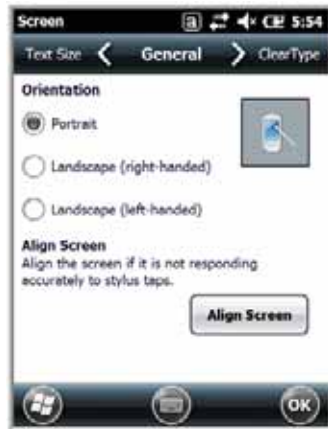 Screen 5:54
Text Size General ClearType
Orientation
Portrait
Landscape (right-handed)
Landscape (left-handed)
Align Screen
Align the screen if it is not responding
accurately to stylus taps.
Align Screen
OK